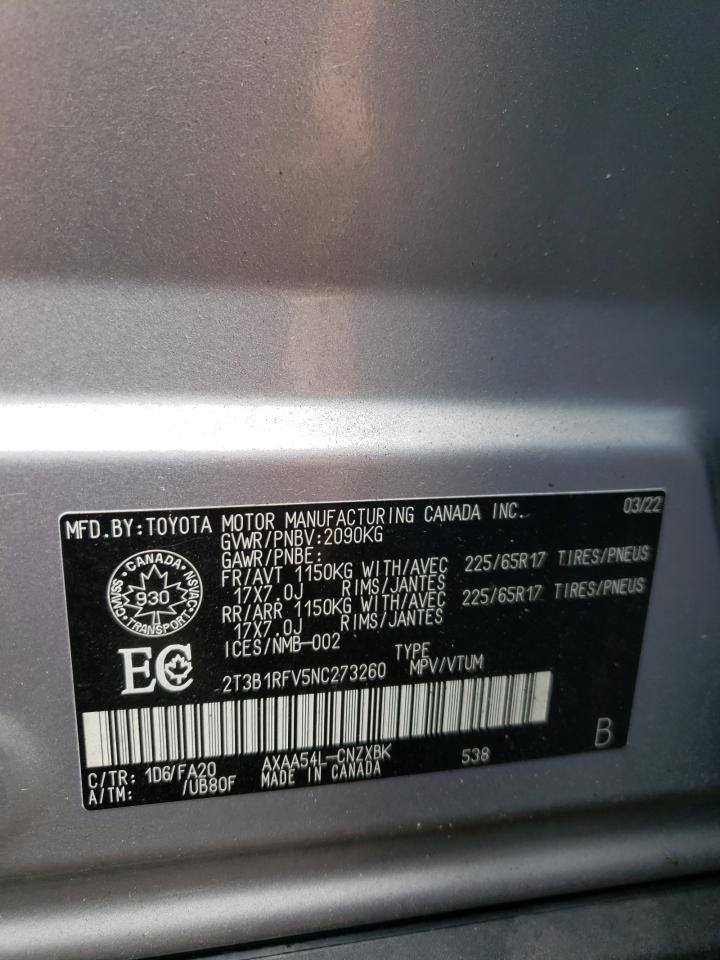 MFD. BY: TOYOTA MOTOR MANUFACTURING CANADA INC. 03/22
GVWR/PNBV: 2090KG
GAWR/PNBE:
FR/AVT 1150KG WITH/AVEC 225/65R17 TIRES/PNEUS
17X7.0J RIMS/JANTES
RR/ARR 1150KG WITH/AVEC 225/65R17 TIRES/PNEUS
17X7.0J RIMS/JANTES
ICES/NMB-002
CANADA
CMVSS 930 NSVAC
TRANSPORT
EC
TYPE
2T3B1RFV5NC273260 MPV/VTUM
C/TR: 1D6/FA20 AXAA54L-CNZXBK 538 B
A/TM: /UB80F MADE IN CANADA